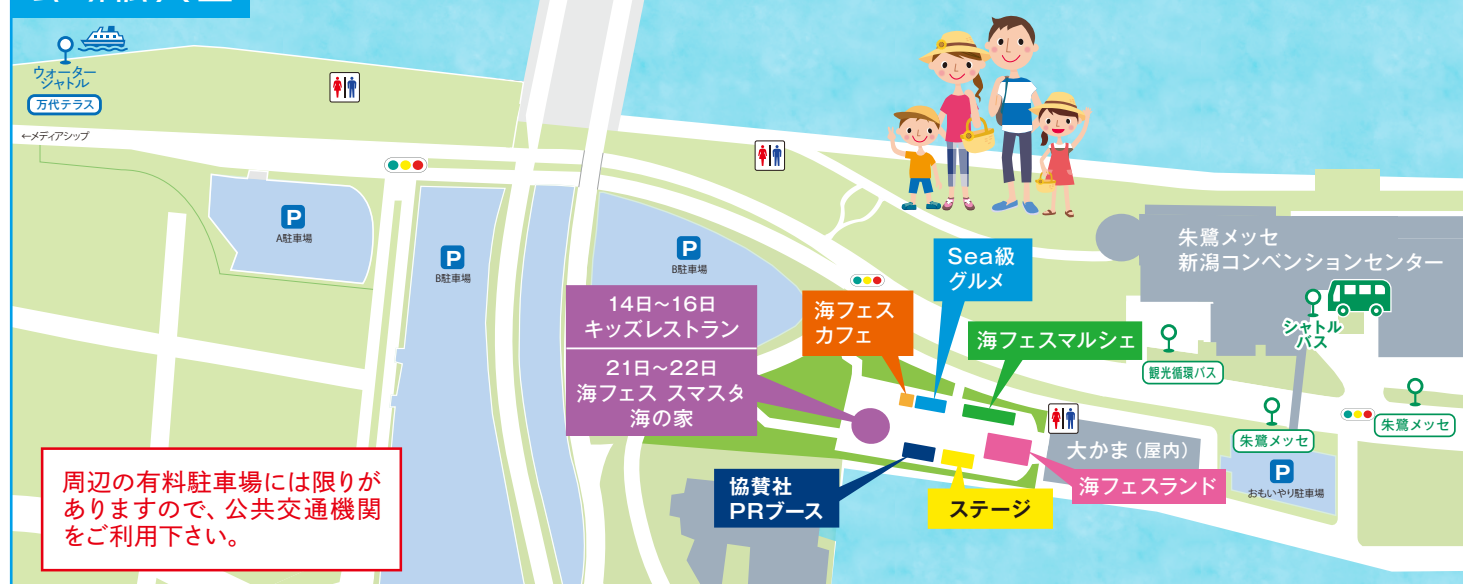 ウォーター
シャトル
万代テラス
←メディアシップ
P
A駐車場
P
B駐車場
P
B駐車場
朱鷺メッセ
新潟コンベンションセンター
シャトル
バス
観光循環バス
朱鷺メッセ
朱鷺メッセ
P
おもいやり駐車場
Sea級
グルメ
海フェス
カフェ
海フェスマルシェ
14日～16日
キッズレストラン
21日～22日
海フェス スマスタ
海の家
大かま（屋内）
海フェスランド
協賛社
PRブース
ステージ
周辺の有料駐車場には限りが
ありますので、公共交通機関
をご利用下さい。